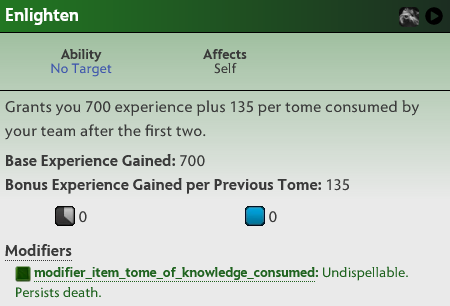 Enlighten
Ability
No Target
Affects
Self
Grants you 700 experience plus 135 per tome consumed by
your team after the first two.
Base Experience Gained: 700
Bonus Experience Gained per Previous Tome: 135
0
0
Modifiers
modifier_item_tome_of_knowledge_consumed: Undispellable.
Persists death.